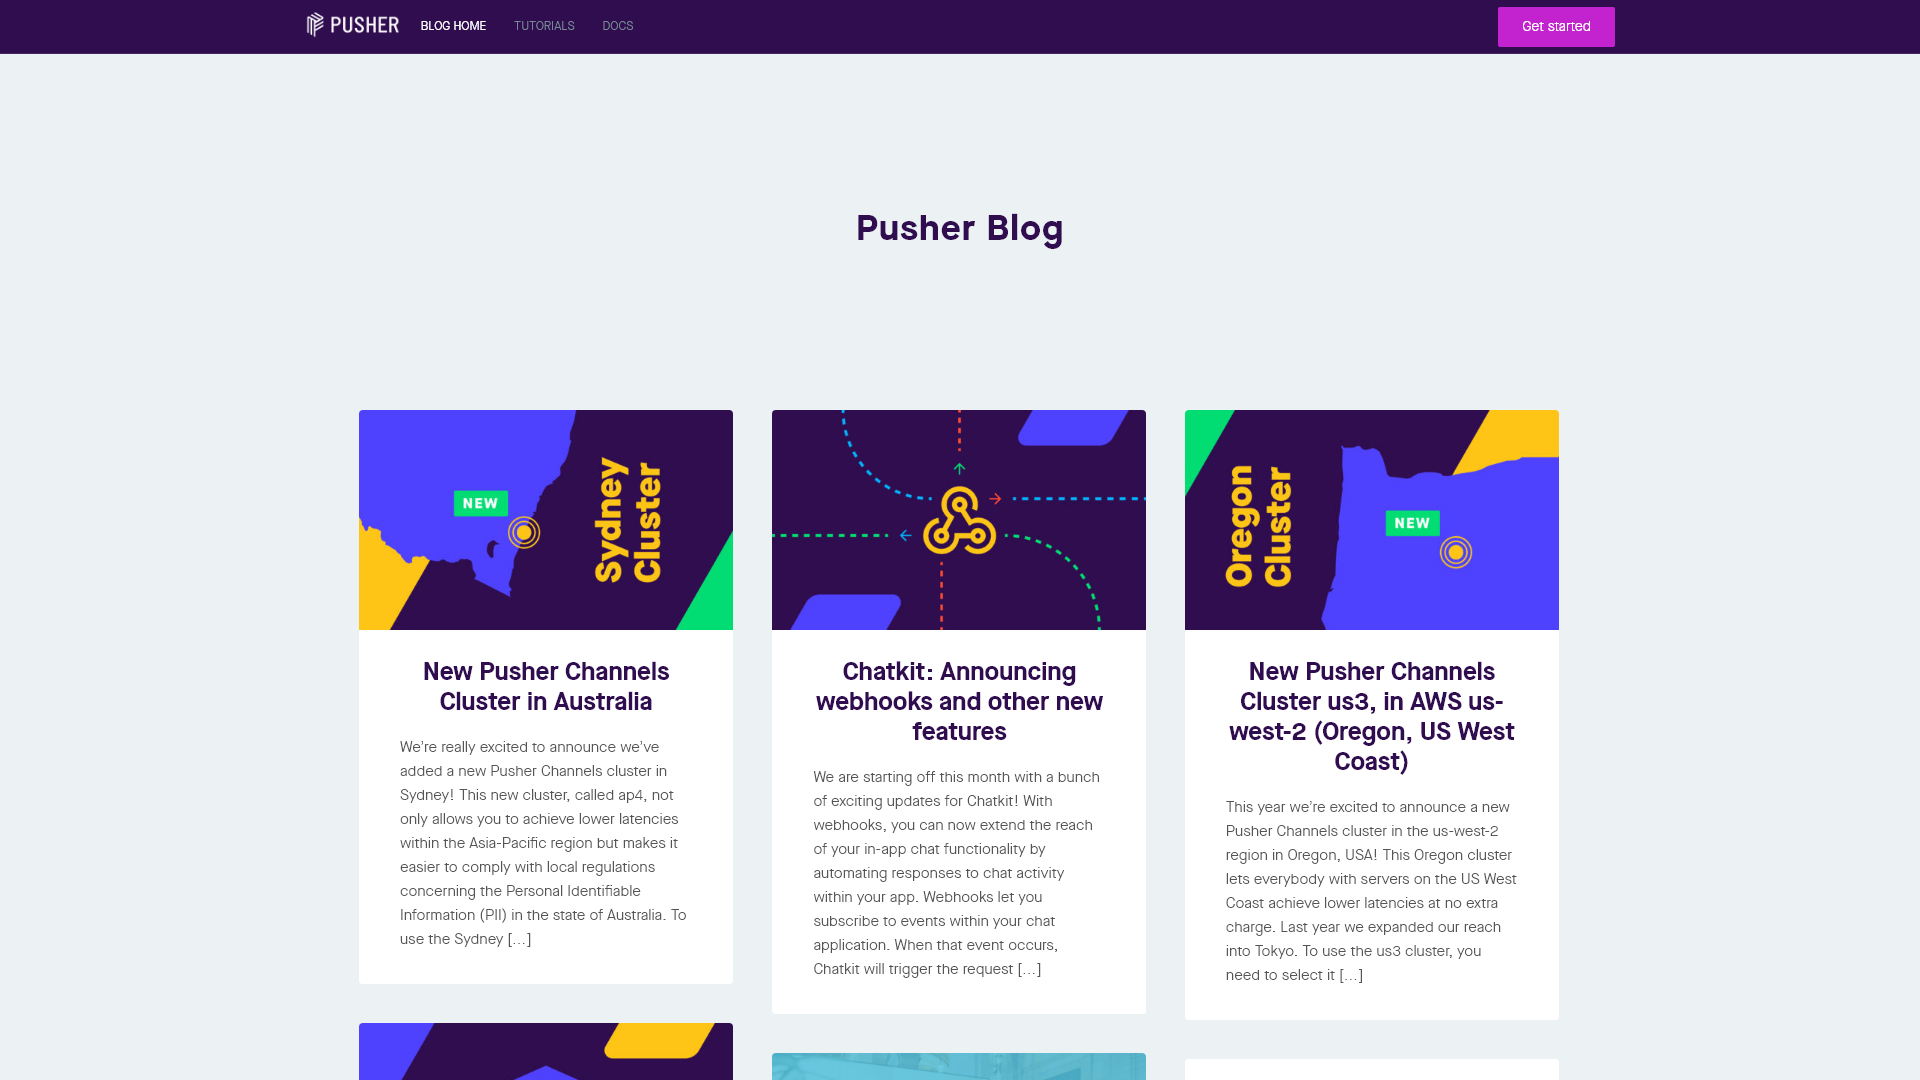 PUSHER BLOG HOME TUTORIALS DOCS Get started
Pusher Blog
NEW
Sydney
Cluster
New Pusher Channels
Cluster in Australia
We're really excited to announce we've
added a new Pusher Channels cluster in
Sydney! This new cluster, called ap4, not
only allows you to achieve lower latencies
within the Asia-Pacific region but makes it
easier to comply with local regulations
concerning the Personal Identifiable
Information (PII) in the state of Australia. To
use the Sydney […]
Chatkit: Announcing
webhooks and other new
features
We are starting off this month with a bunch
of exciting updates for Chatkit! With
webhooks, you can now extend the reach
of your in-app chat functionality by
automating responses to chat activity
within your app. Webhooks let you
subscribe to events within your chat
application. When that event occurs,
Chatkit will trigger the request […]
Oregon
Cluster
NEW
New Pusher Channels
Cluster us3, in AWS us-
west-2 (Oregon, US West
Coast)
This year we're excited to announce a new
Pusher Channels cluster in the us-west-2
region in Oregon, USA! This Oregon cluster
lets everybody with servers on the US West
Coast achieve lower latencies at no extra
charge. Last year we expanded our reach
into Tokyo. To use the us3 cluster, you
need to select it […]